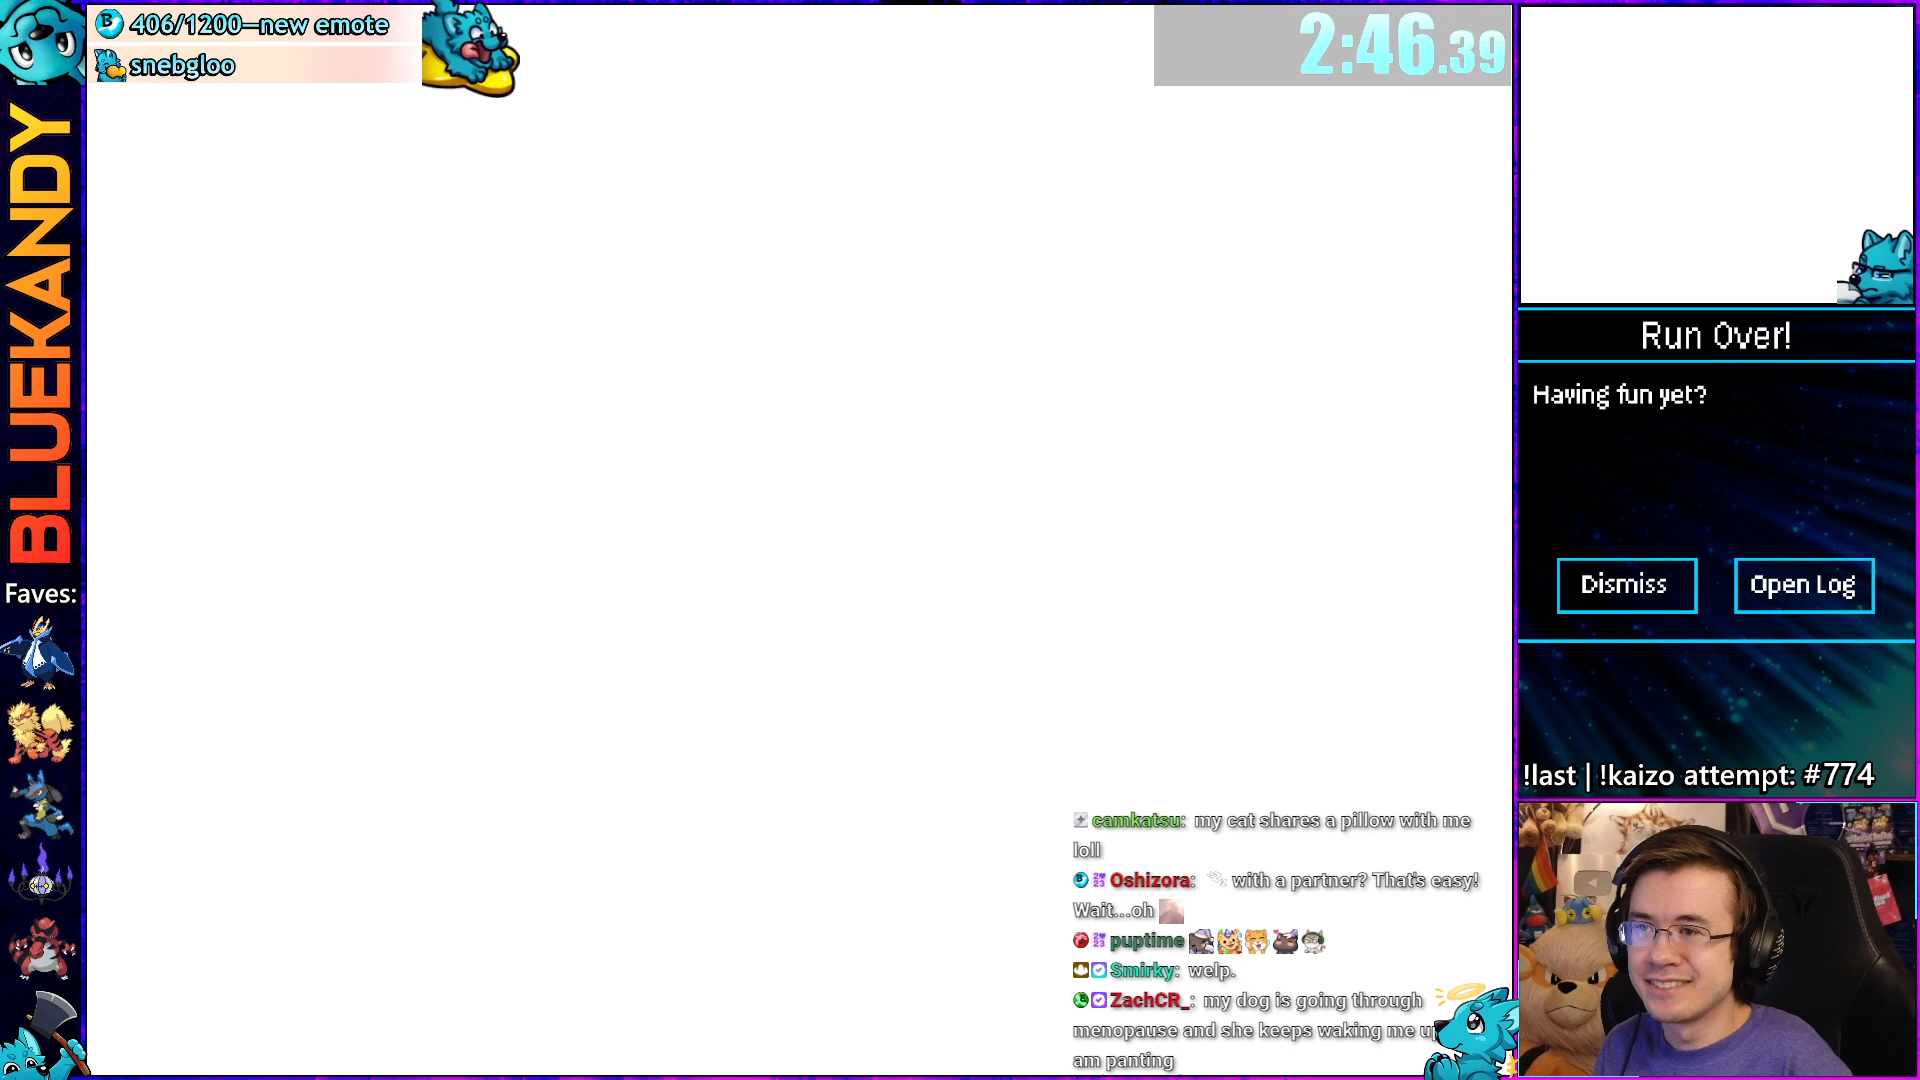 406/1200—new emote
snebgloo
2:46.39
BLUEKANDY
Faves:
Run Over!
Having fun yet?
Dismiss
Open Log
!last | !kaizo attempt: #774
camkatsu: my cat shares a pillow with me
loll
Oshizora: with a partner? That's easy!
Wait...oh
puptime
Smirky: welp.
ZachCR_: my dog is going through
menopause and she keeps waking me up
am panting